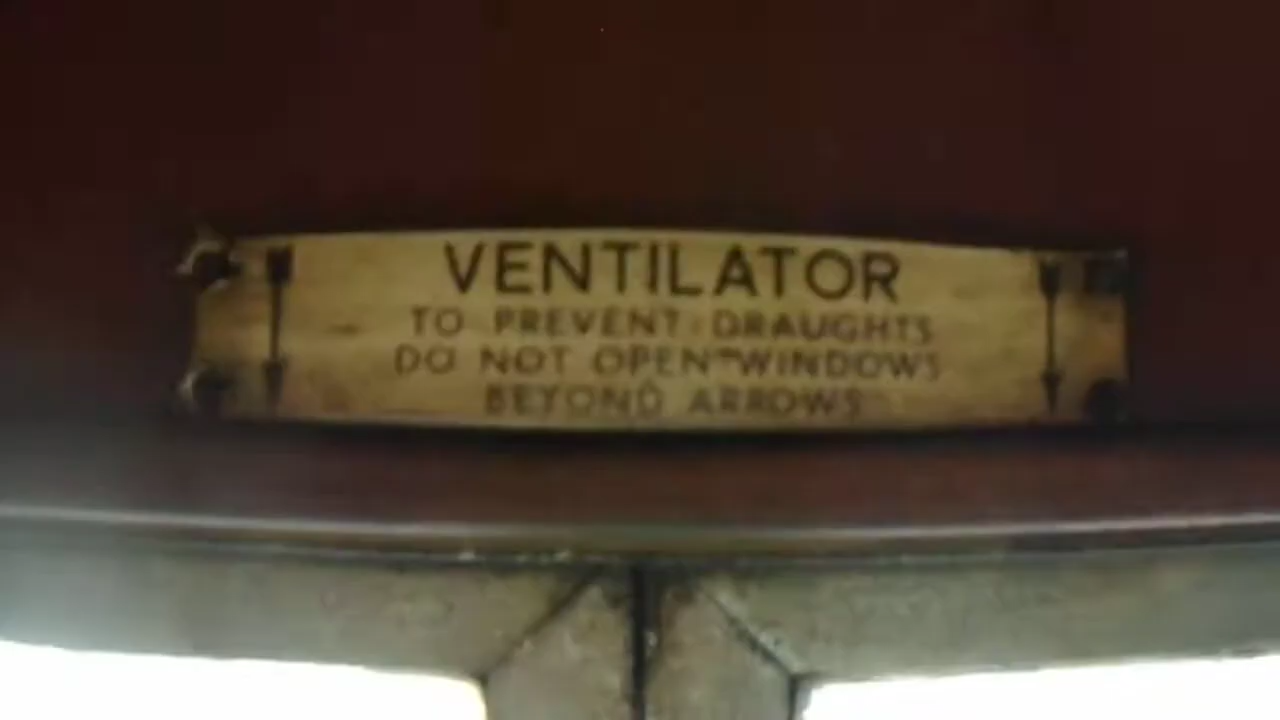 VENTILATOR
TO PREVENT DRAUGHTS
DO NOT OPEN WINDOWS
BEYOND ARROWS